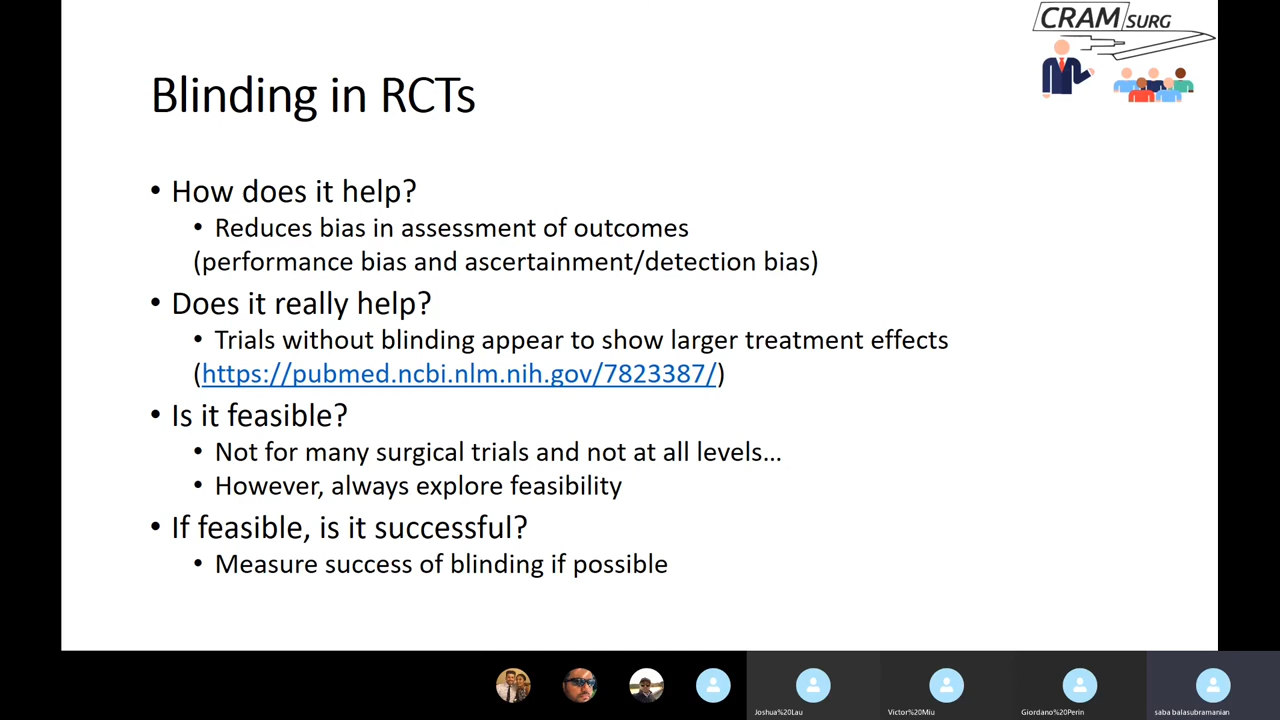 CRAM SURG
Blinding in RCTs
• How does it help?
• Reduces bias in assessment of outcomes
(performance bias and ascertainment/detection bias)
• Does it really help?
• Trials without blinding appear to show larger treatment effects
(https://pubmed.ncbi.nlm.nih.gov/7823387/)
• Is it feasible?
• Not for many surgical trials and not at all levels...
• However, always explore feasibility
• If feasible, is it successful?
• Measure success of blinding if possible
Joshua%20Lau
Victor%20Miu
Giordano%20Perin
saba balasubramanian